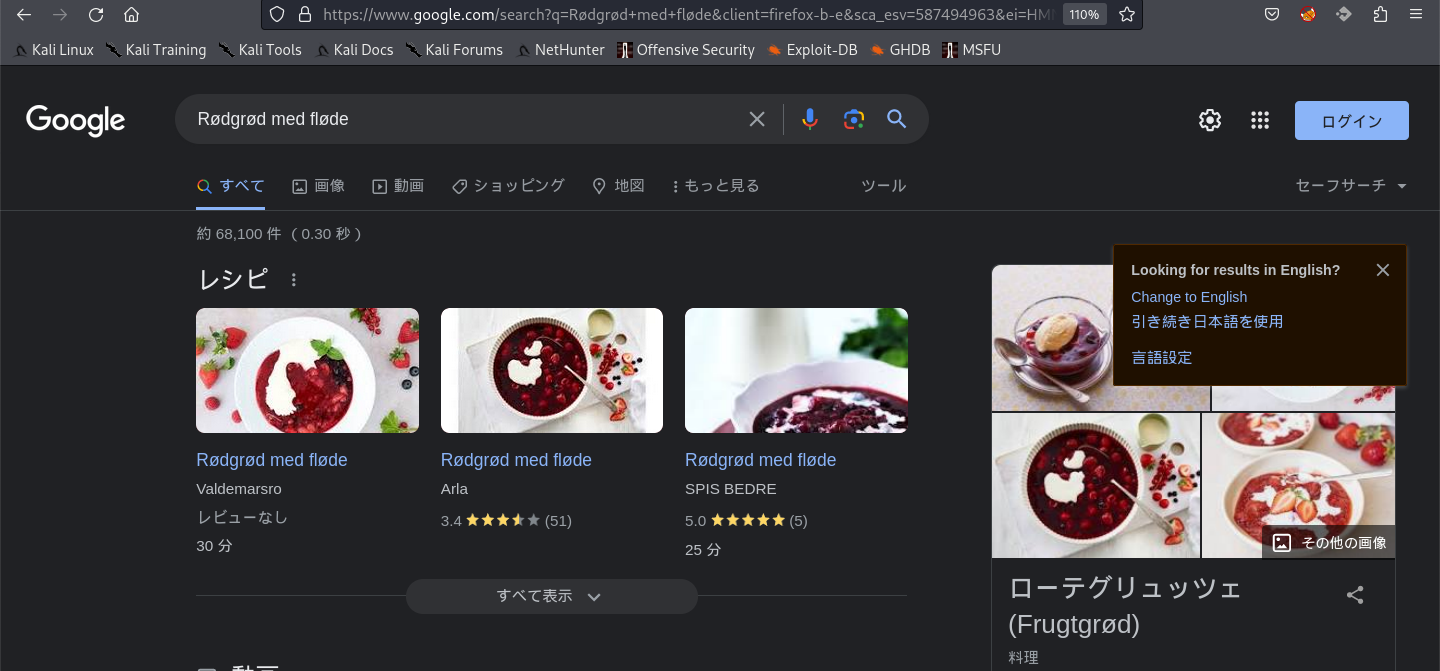 https://www.google.com/search?q=Rødgrød+med+fløde&client=firefox-b-e&sca_esv=587494963&ei=HM
110%
Kali Linux Kali Training Kali Tools Kali Docs Kali Forums NetHunter Offensive Security Exploit-DB GHDB MSFU
Google
Rødgrød med fløde
ログイン
すべて 画像 動画 ショッピング 地図 もっと見る ツール セーフサーチ
約 68,100 件 （ 0.30 秒 ）
レシピ
Rødgrød med fløde
Valdemarsro
レビューなし
30 分
Rødgrød med fløde
Arla
3.4 (51)
Rødgrød med fløde
SPIS BEDRE
5.0 (5)
25 分
すべて表示
動画
Looking for results in English?
Change to English
引き続き日本語を使用
言語設定
その他の画像
ローテグリュッツェ
(Frugtgrød)
料理